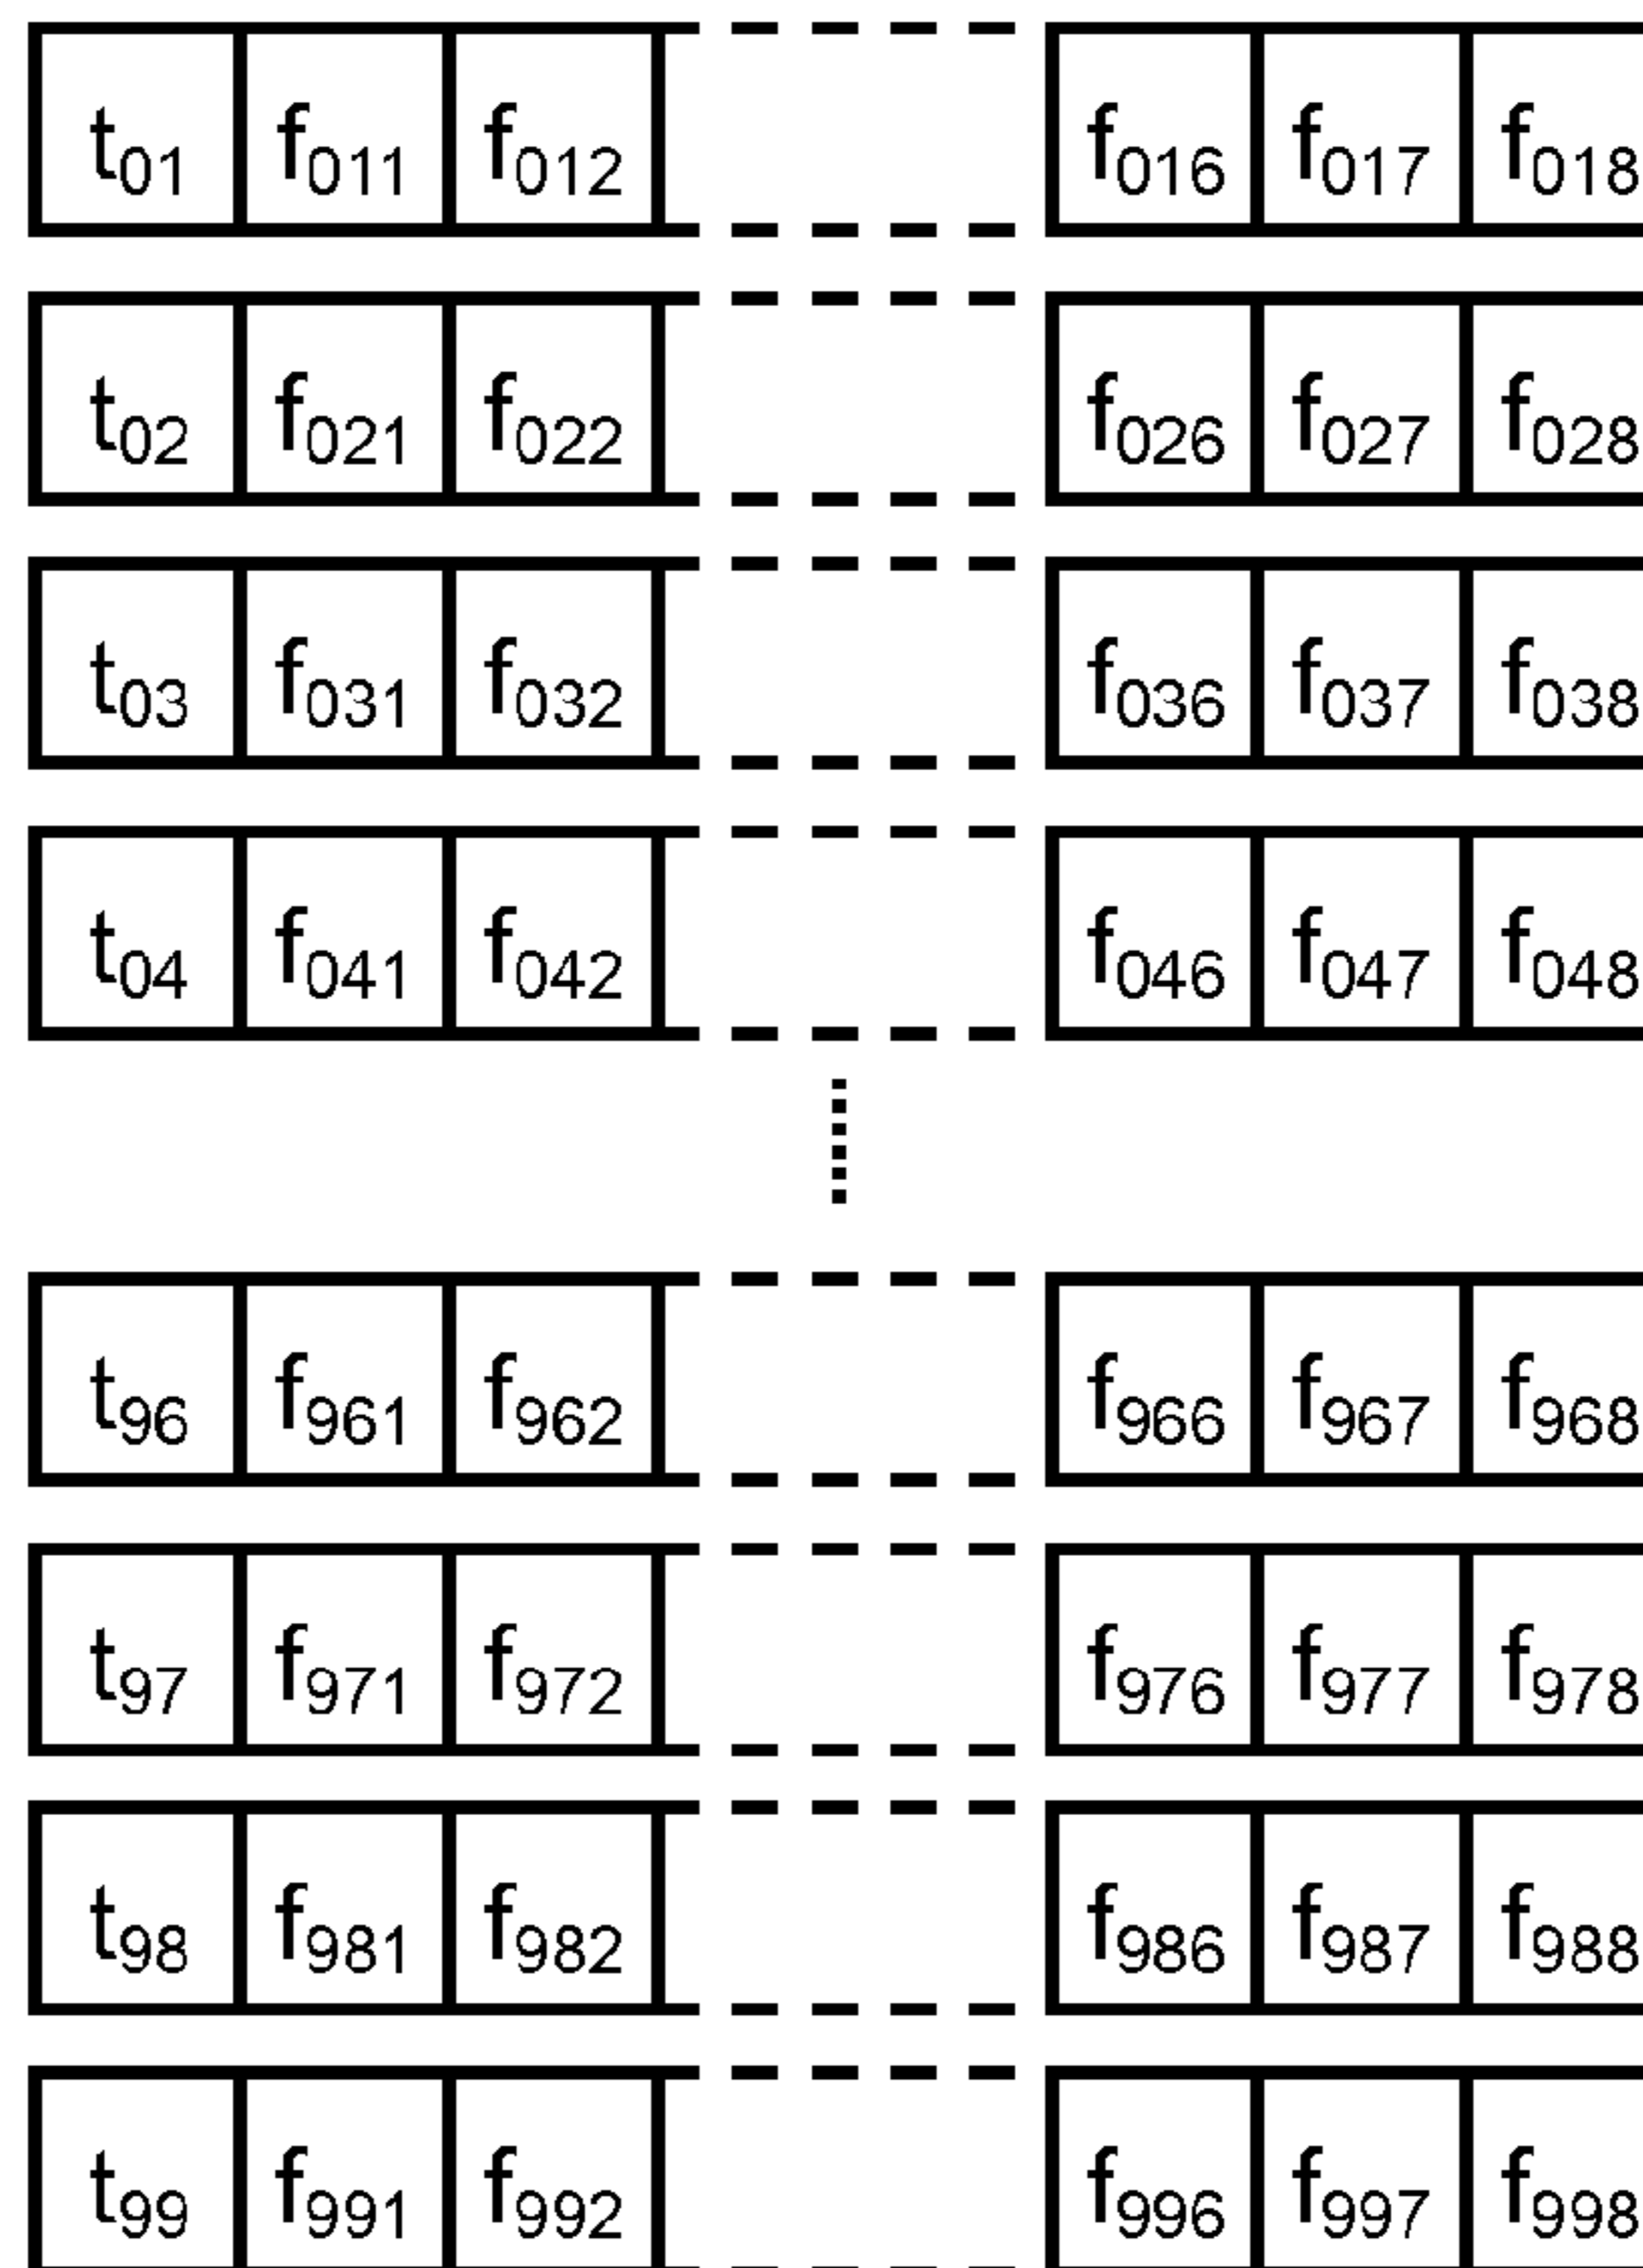 t01 f011 f012 f016 f017 f018
t02 f021 f022 f026 f027 f028
t03 f031 f032 f036 f037 f038
t04 f041 f042 f046 f047 f048
t96 f961 f962 f966 f967 f968
t97 f971 f972 f976 f977 f978
t98 f981 f982 f986 f987 f988
t99 f991 f992 f996 f997 f998